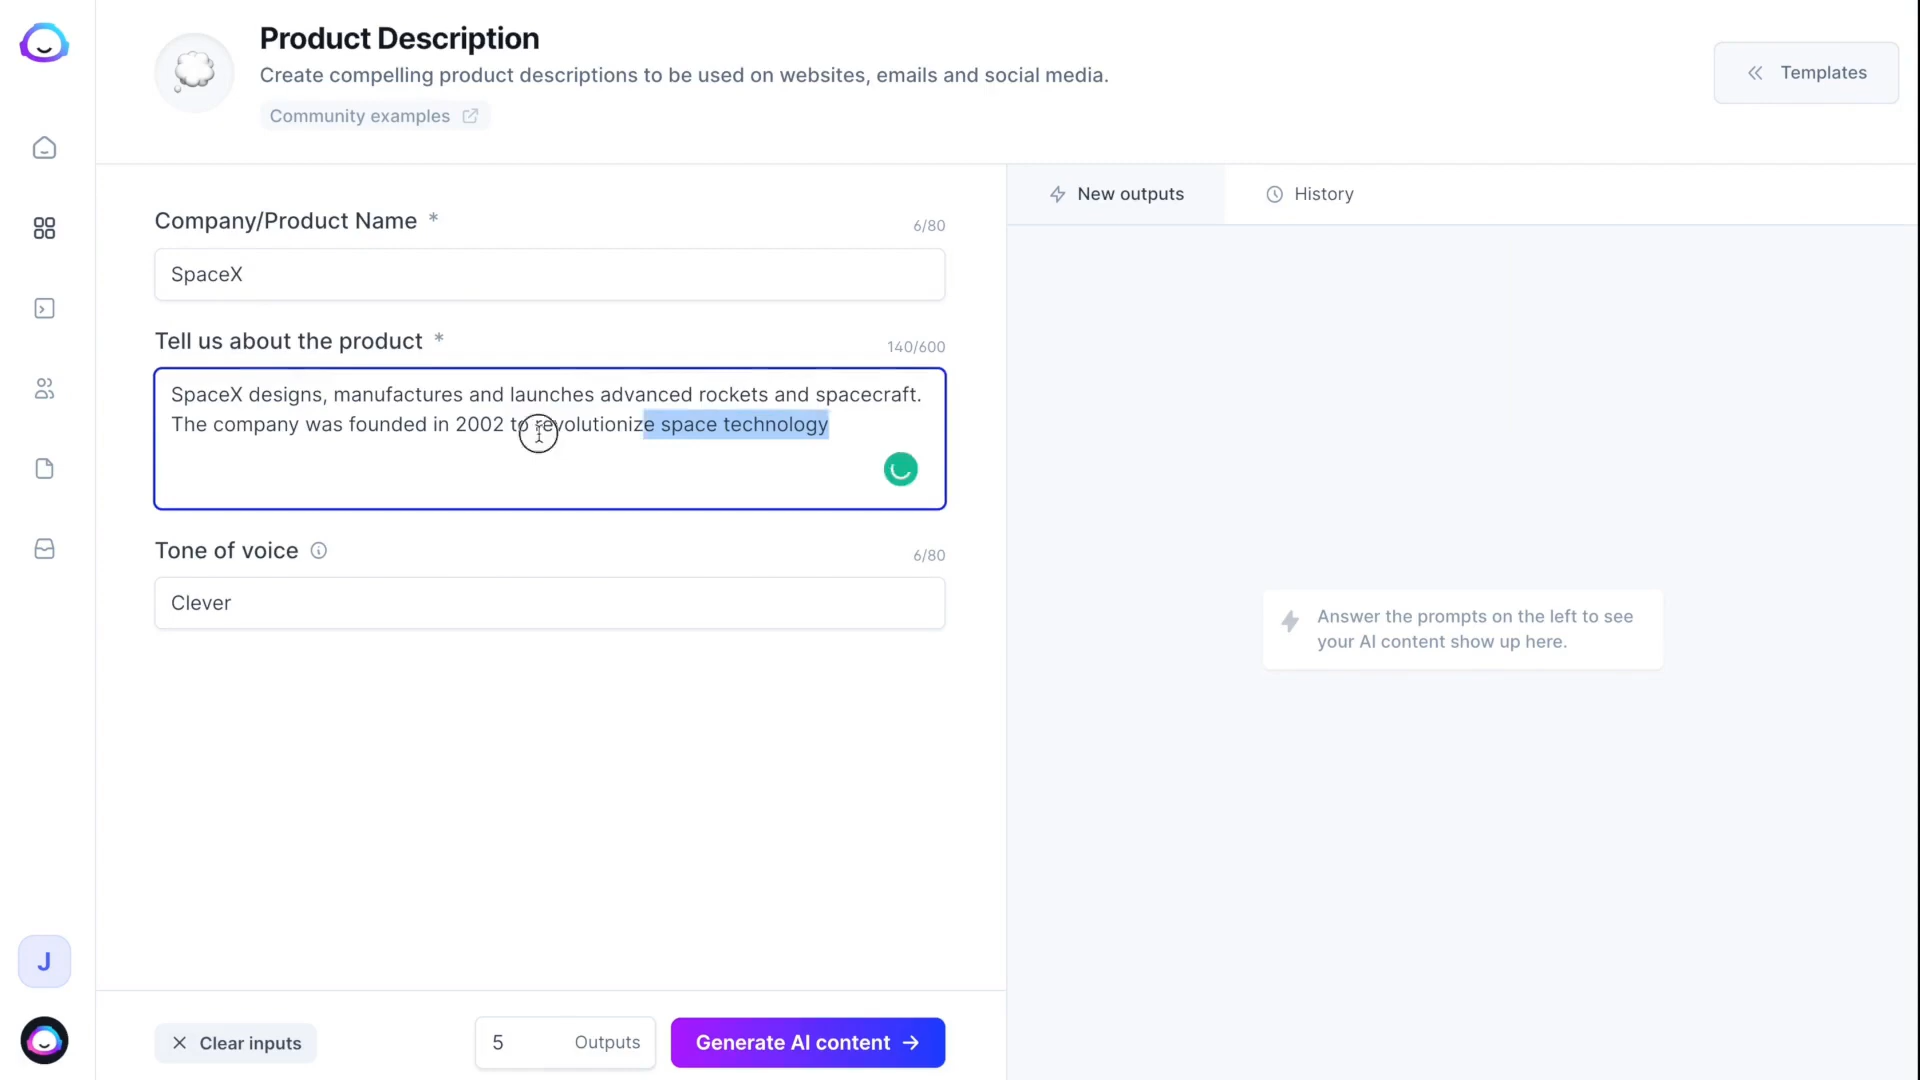 Product Description
Create compelling product descriptions to be used on websites, emails and social media.
Community examples
Templates
Company/Product Name *
6/80
SpaceX
Tell us about the product *
140/600
SpaceX designs, manufactures and launches advanced rockets and spacecraft.
The company was founded in 2002 to revolutionize space technology
Tone of voice
6/80
Clever
New outputs
History
Answer the prompts on the left to see
your AI content show up here.
J
Clear inputs
5 Outputs
Generate AI content →